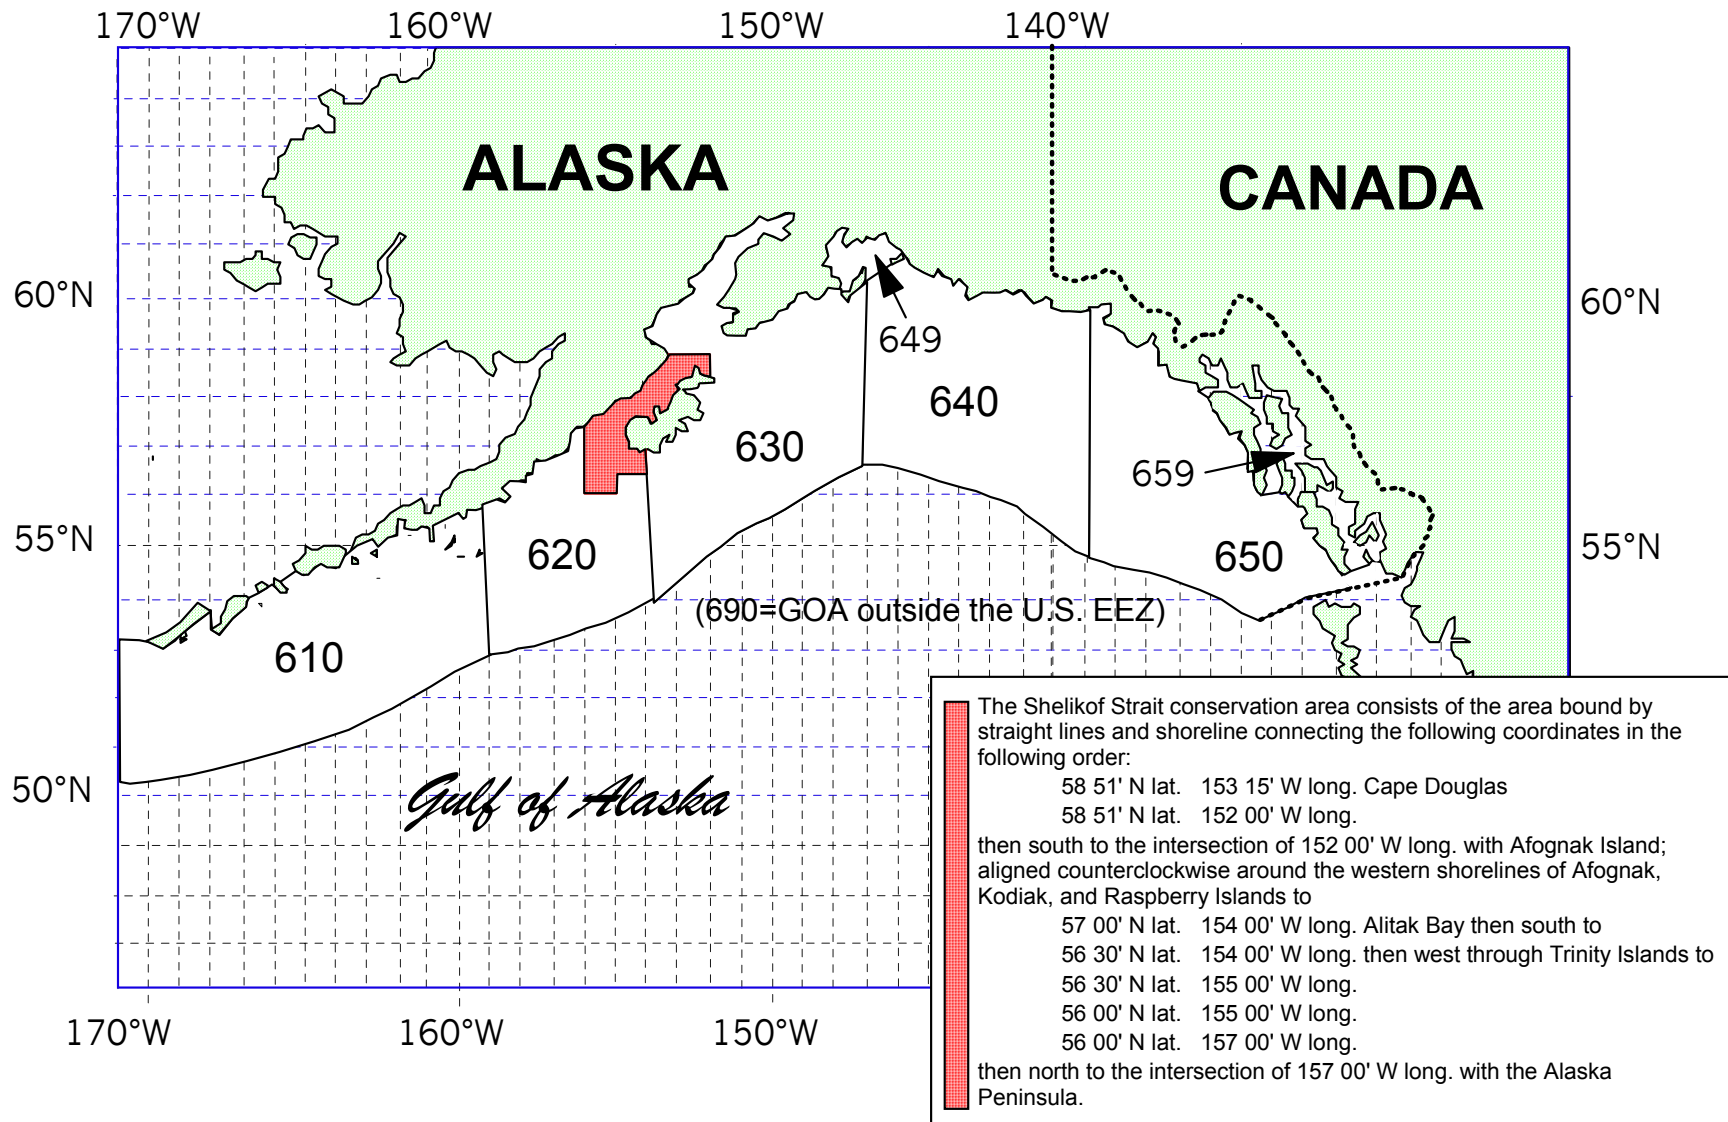 170°W 160°W 150°W 140°W
ALASKA
CANADA
60°N
60°N
649
640
630
659
55°N
55°N
620
650
(690=GOA outside the U.S. EEZ)
610
50°N
Gulf of Alaska
170°W 160°W 150°W
The Shelikof Strait conservation area consists of the area bound by
straight lines and shoreline connecting the following coordinates in the
following order:
58 51' N lat. 153 15' W long. Cape Douglas
58 51' N lat. 152 00' W long.
then south to the intersection of 152 00' W long. with Afognak Island;
aligned counterclockwise around the western shorelines of Afognak,
Kodiak, and Raspberry Islands to
57 00' N lat. 154 00' W long. Alitak Bay then south to
56 30' N lat. 154 00' W long. then west through Trinity Islands to
56 30' N lat. 155 00' W long.
56 00' N lat. 155 00' W long.
56 00' N lat. 157 00' W long.
then north to the intersection of 157 00' W long. with the Alaska
Peninsula.